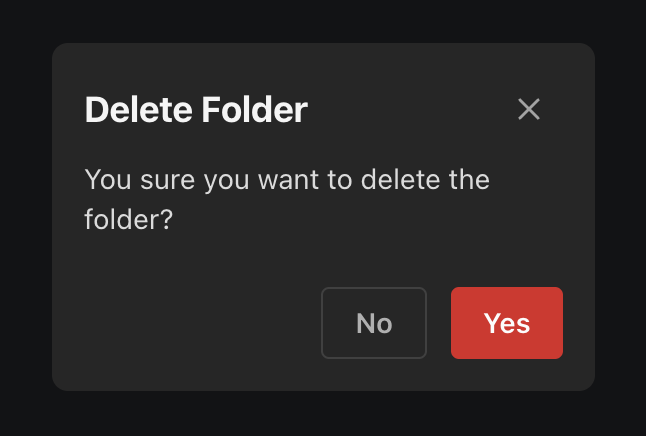 Delete Folder
You sure you want to delete the
folder?
No
Yes